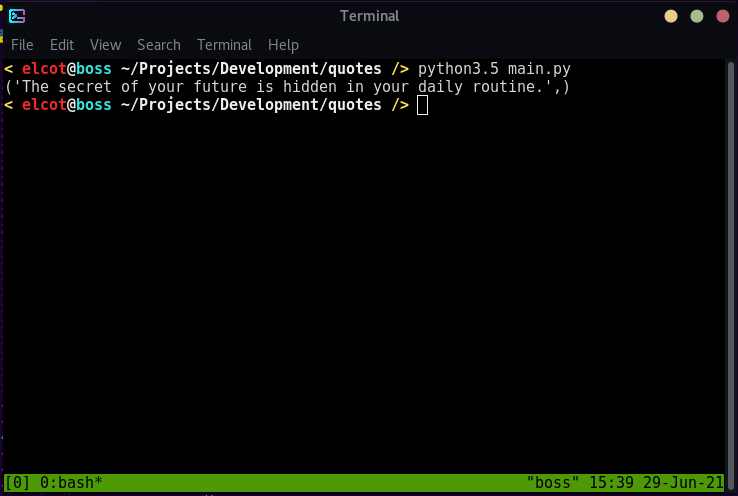 Terminal
File Edit View Search Terminal Help
< elcot@boss ~/Projects/Development/quotes /> python3.5 main.py
('The secret of your future is hidden in your daily routine.',)
< elcot@boss ~/Projects/Development/quotes />
[0] 0:bash* "boss" 15:39 29-Jun-21